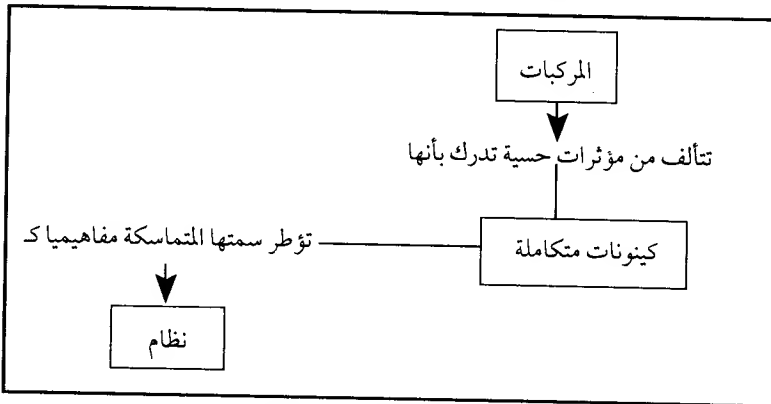 المركبات
تتألف من مؤثرات حسية تدرك بأنها
كينونات متكاملة
تؤطر سمتها المتماسكة مفاهيميا كـ
نظام